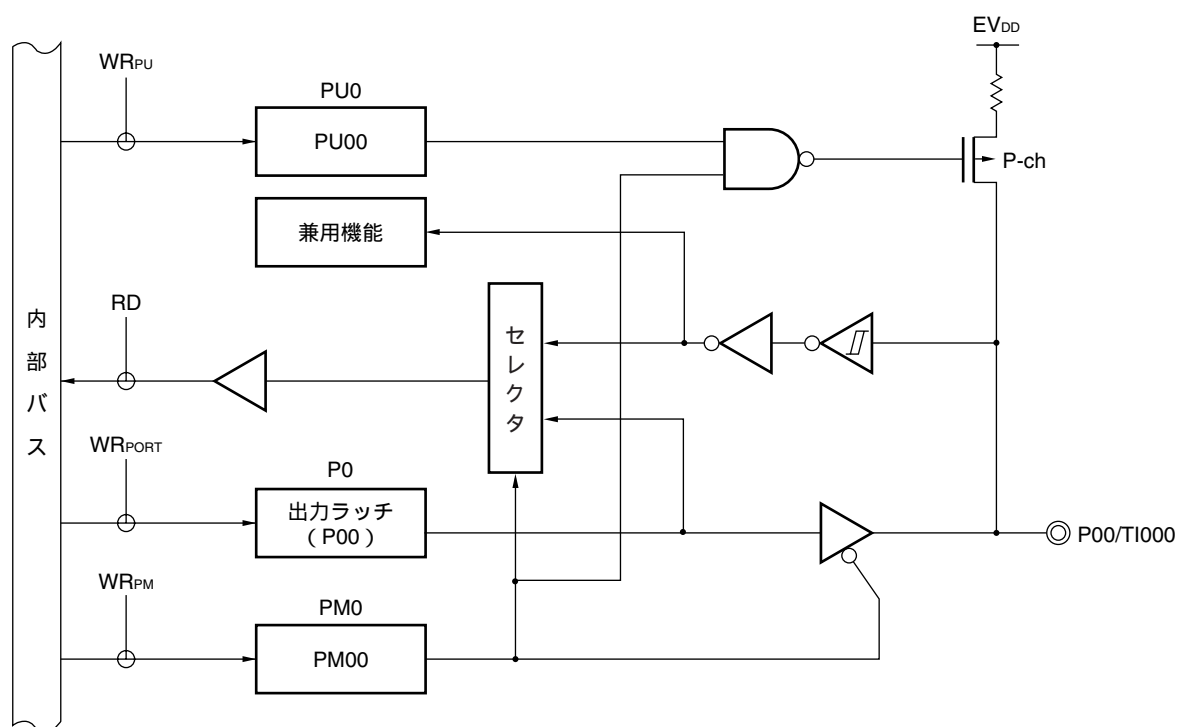 EVDD
WRPU
PU0
PU00
P-ch
兼用機能
RD
内部バス
セレクタ
WRPORT
P0
出力ラッチ
（P00）
P00/TI000
WRPM
PM0
PM00